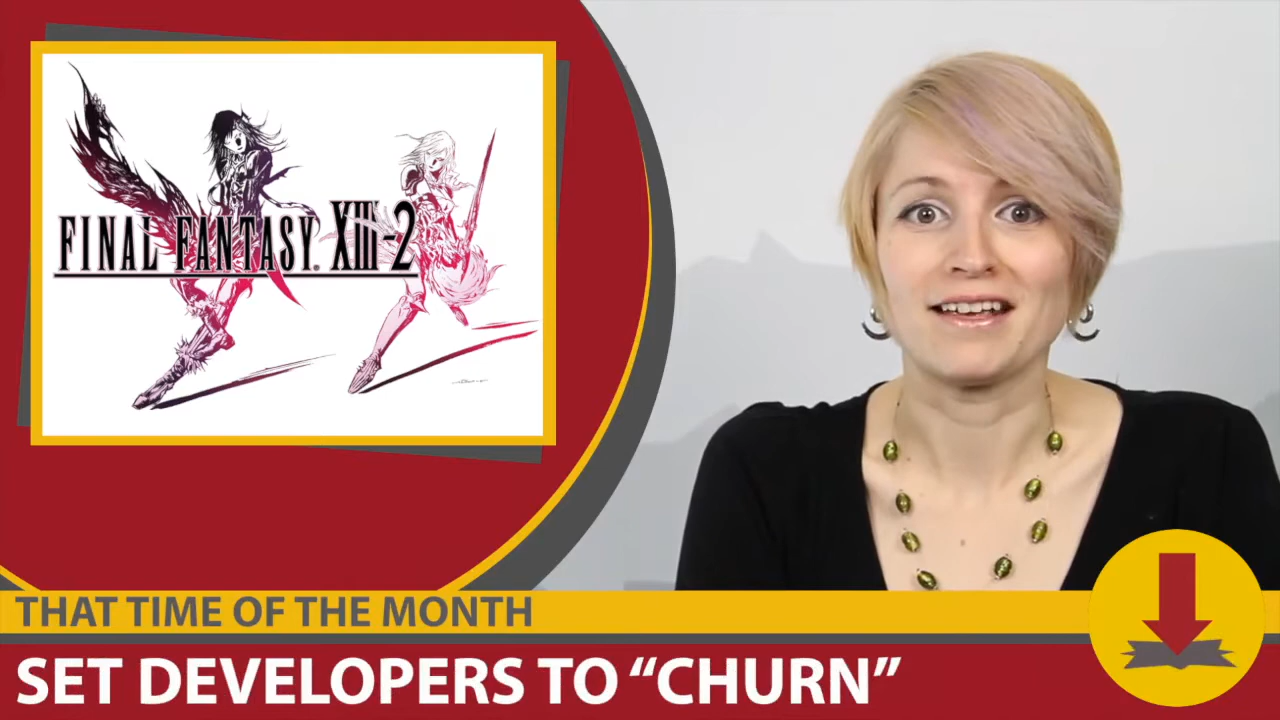 FINAL FANTASY® XIII-2
THAT TIME OF THE MONTH
SET DEVELOPERS TO “CHURN”